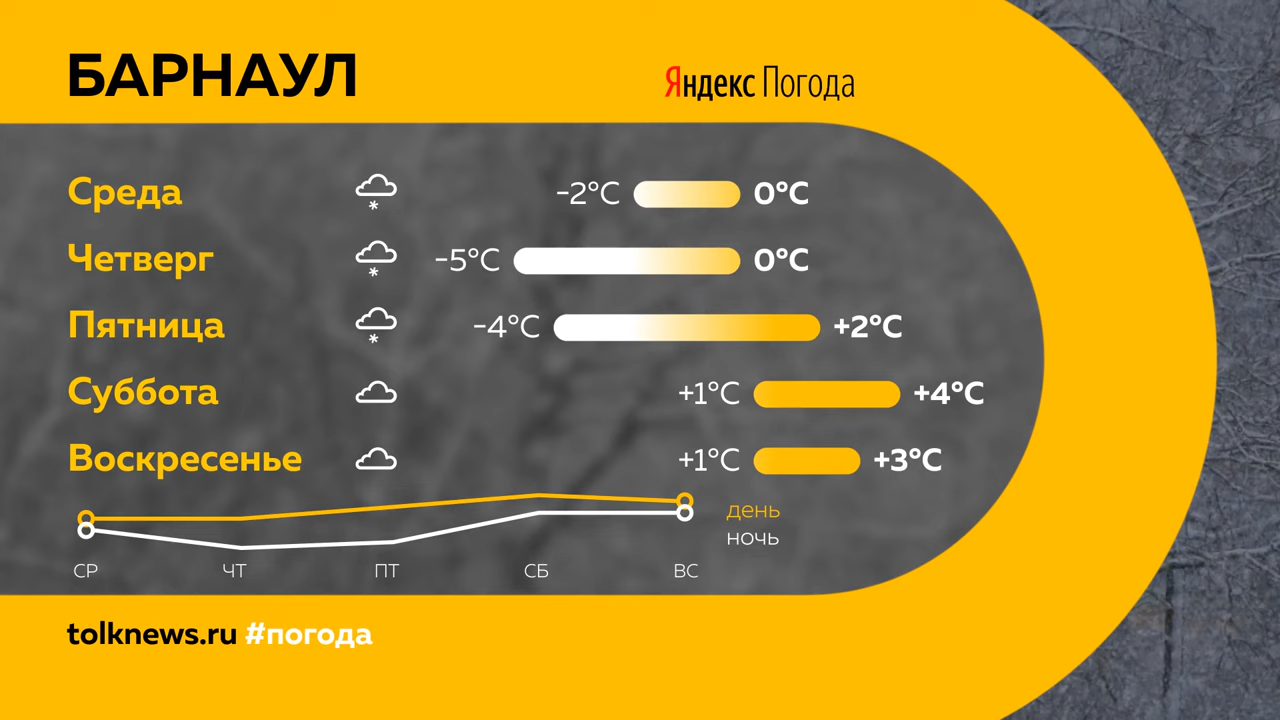 БАРНАУЛ
Яндекс Погода
Среда -2°C 0°C
Четверг -5°C 0°C
Пятница -4°C +2°C
Суббота +1°C +4°C
Воскресенье +1°C +3°C
день
ночь
СР ЧТ ПТ СБ ВС
tolknews.ru #погода